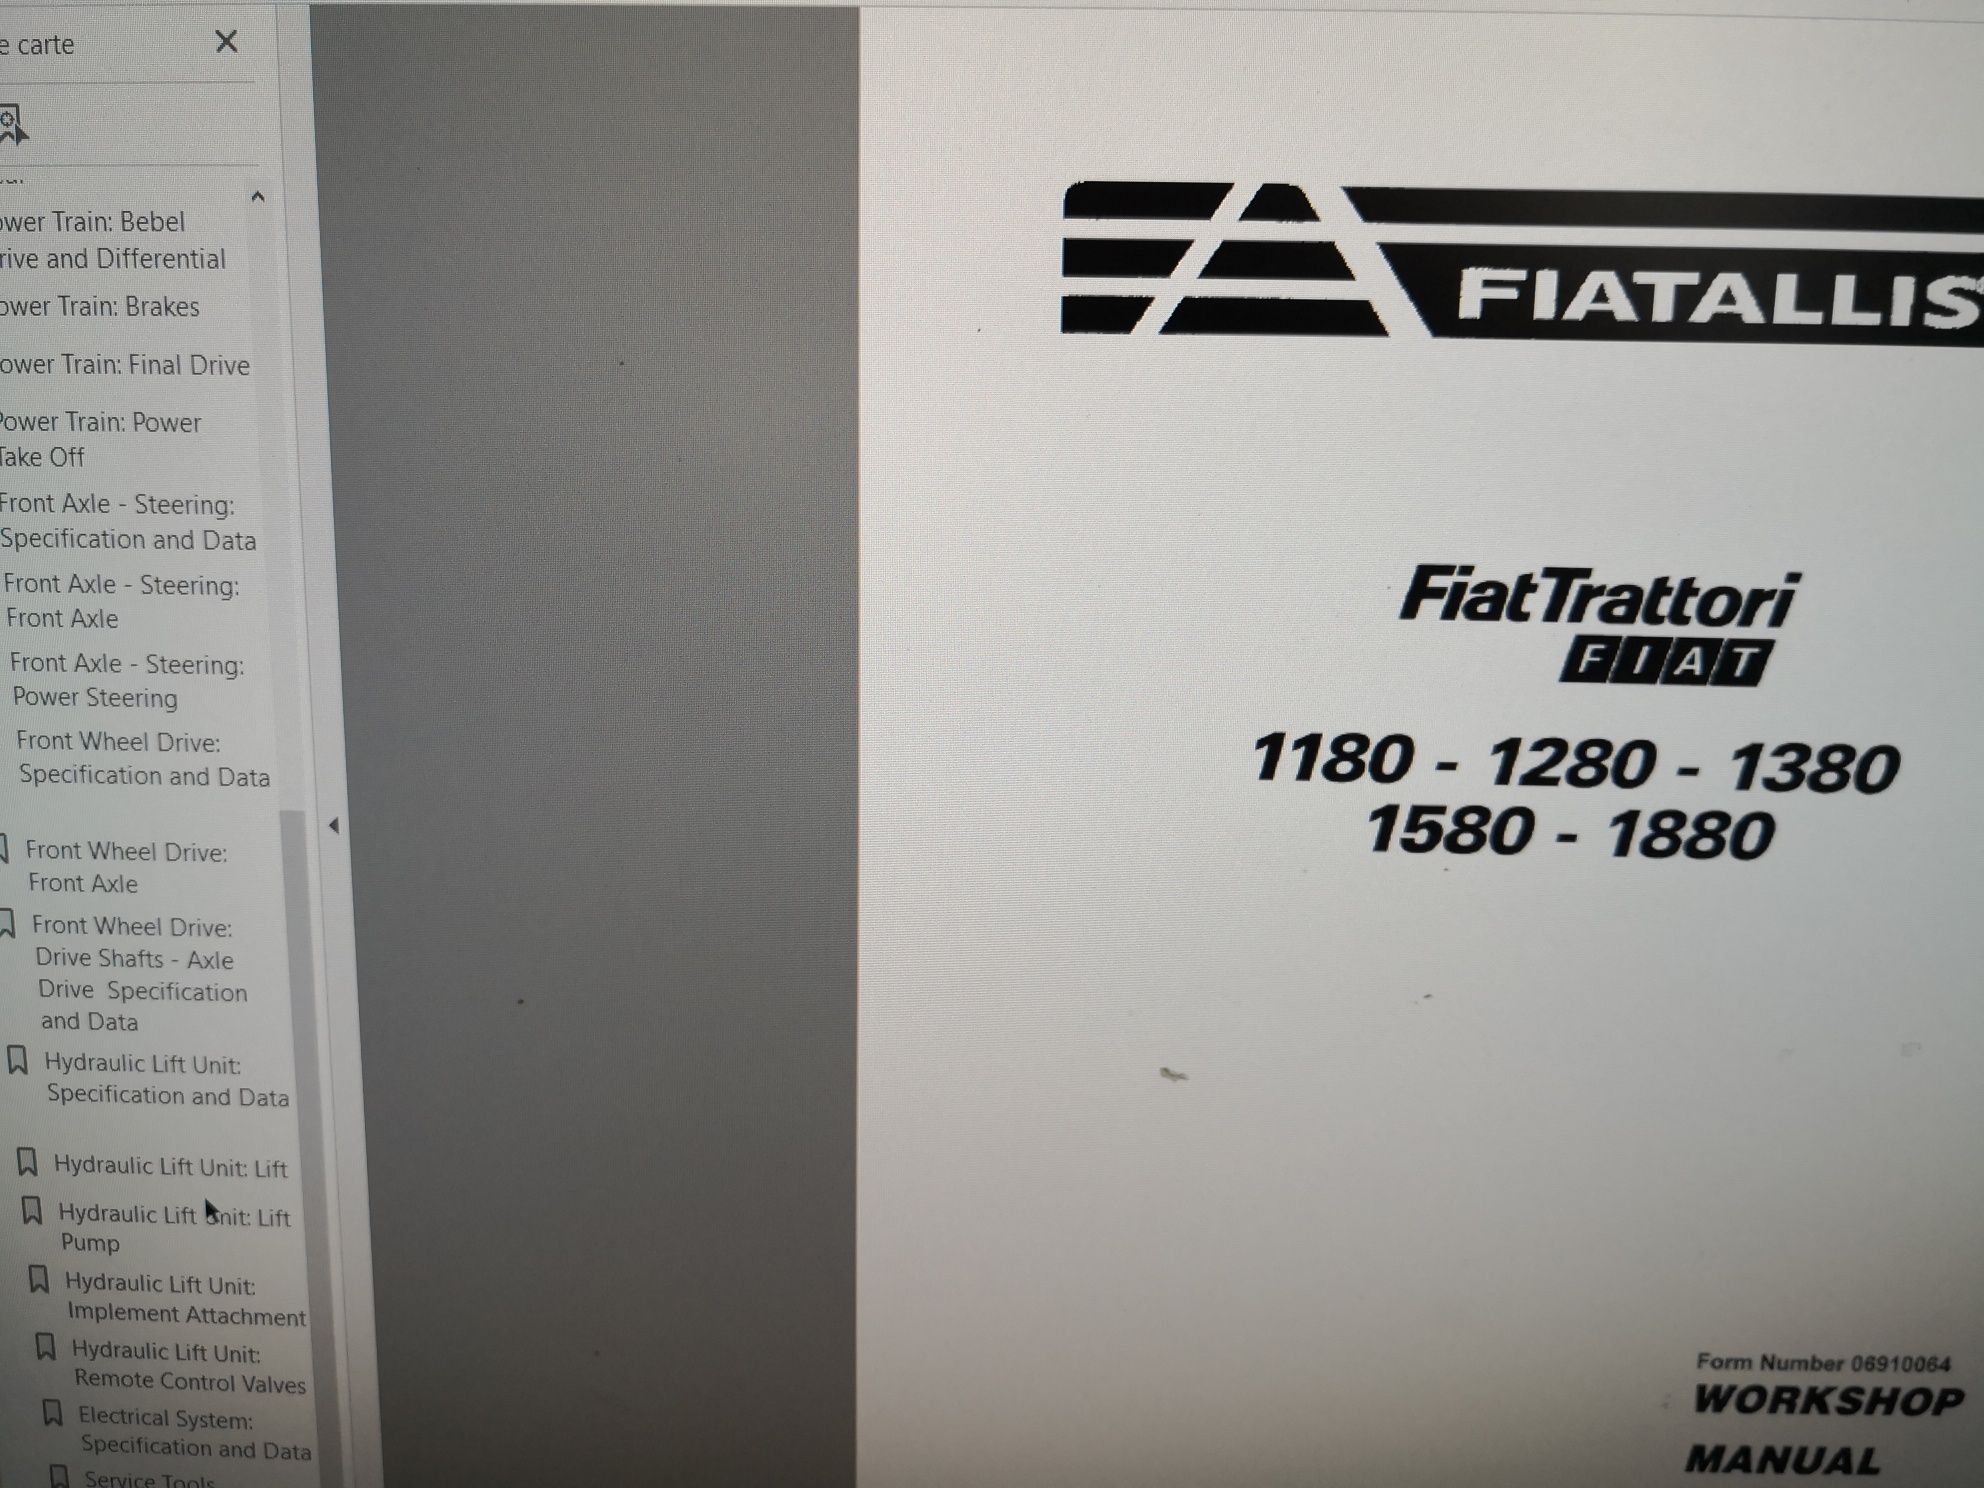 e carte
ower Train: Bebel
rive and Differential
ower Train: Brakes
ower Train: Final Drive
Power Train: Power
Take Off
Front Axle - Steering:
Specification and Data
Front Axle - Steering:
Front Axle
Front Axle - Steering:
Power Steering
Front Wheel Drive:
Specification and Data
Front Wheel Drive:
Front Axle
Front Wheel Drive:
Drive Shafts - Axle
Drive Specification
and Data
Hydraulic Lift Unit:
Specification and Data
Hydraulic Lift Unit: Lift
Hydraulic Lift Unit: Lift
Pump
Hydraulic Lift Unit:
Implement Attachment
Hydraulic Lift Unit:
Remote Control Valves
Electrical System:
Specification and Data
Service Tools
FIATALLIS
FiatTrattori
FIAT
1180 - 1280 - 1380
1580 - 1880
Form Number 06910064
WORKSHOP
MANUAL